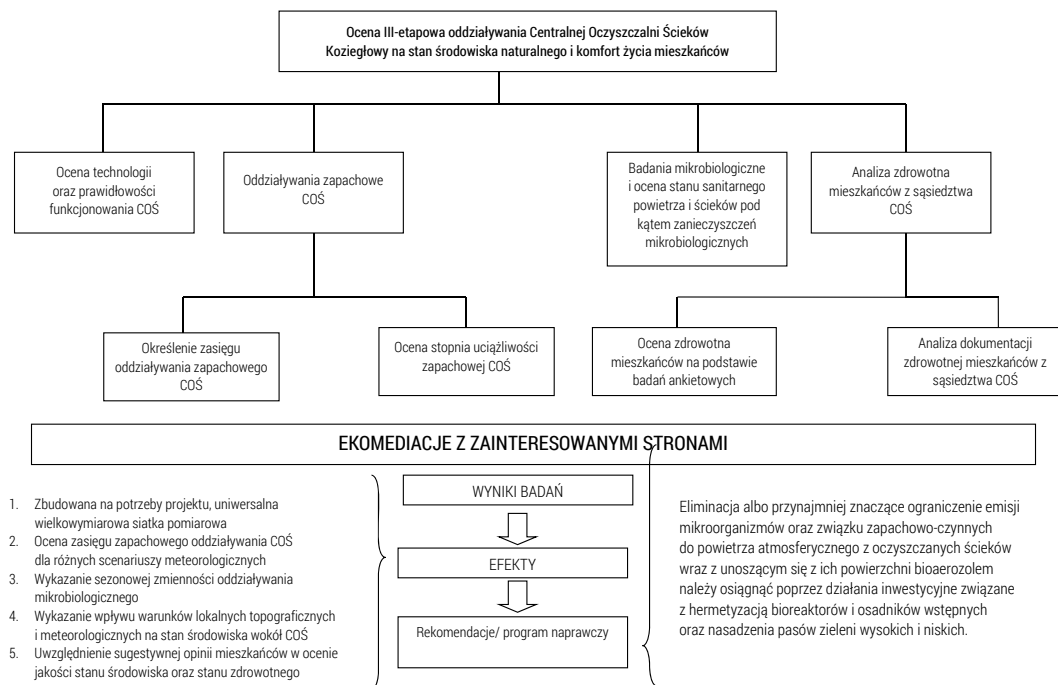 Ocena III-etapowa oddziaływania Centralnej Oczyszczalni Ścieków
Koziegłowy na stan środowiska naturalnego i komfort życia mieszkańców
Ocena technologii
oraz prawidłowości
funkcjonowania COŚ
Oddziaływania zapachowe
COŚ
Badania mikrobiologiczne
i ocena stanu sanitarnego
powietrza i ścieków pod
kątem zanieczyszczeń
mikrobiologicznych
Analiza zdrowotna
mieszkańców z sąsiedztwa
COŚ
Określenie zasięgu
oddziaływania zapachowego
COŚ
Ocena stopnia uciążliwości
zapachowej COŚ
Ocena zdrowotna
mieszkańców na podstawie
badań ankietowych
Analiza dokumentacji
zdrowotnej mieszkańców z
sąsiedztwa COŚ
EKOMEDIACJE Z ZAINTERESOWANYMI STRONAMI
1. Zbudowana na potrzeby projektu, uniwersalna
wielkowymiarowa siatka pomiarowa
2. Ocena zasięgu zapachowego oddziaływania COŚ
dla różnych scenariuszy meteorologicznych
3. Wykazanie sezonowej zmienności oddziaływania
mikrobiologicznego
4. Wykazanie wpływu warunków lokalnych topograficznych
i meteorologicznych na stan środowiska wokół COŚ
5. Uwzględnienie sugestywnej opinii mieszkańców w ocenie
jakości stanu środowiska oraz stanu zdrowotnego
WYNIKI BADAŃ
EFEKTY
Rekomendacje/ program naprawczy
Eliminacja albo przynajmniej znaczące ograniczenie emisji
mikroorganizmów oraz związku zapachowo-czynnych
do powietrza atmosferycznego z oczyszczanych ścieków
wraz z unoszącym się z ich powierzchni bioaerozolem
należy osiągnąć poprzez działania inwestycyjne związane
z hermetyzacją bioreaktorów i osadników wstępnych
oraz nasadzenia pasów zieleni wysokich i niskich.